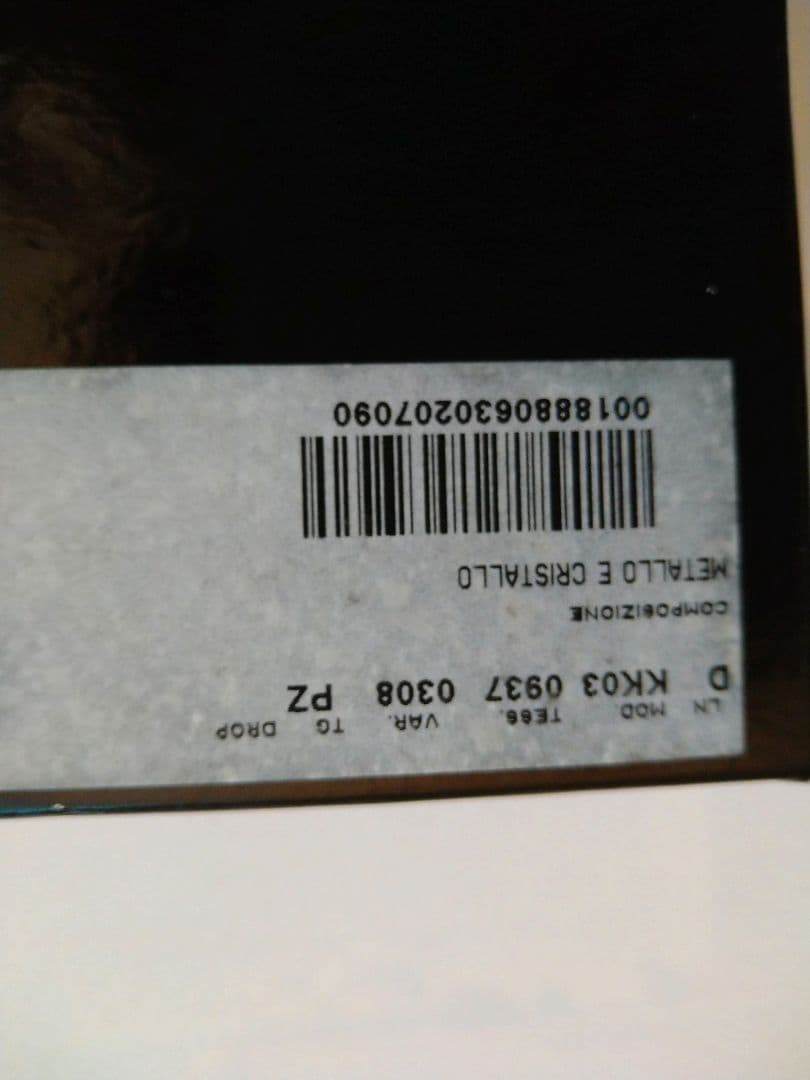 LN MOD TESS. VAR. TG DROP
D KK03 0937 0308 PZ
COMPOSIZIONE
METALLO E CRISTALLO
0018880630207090